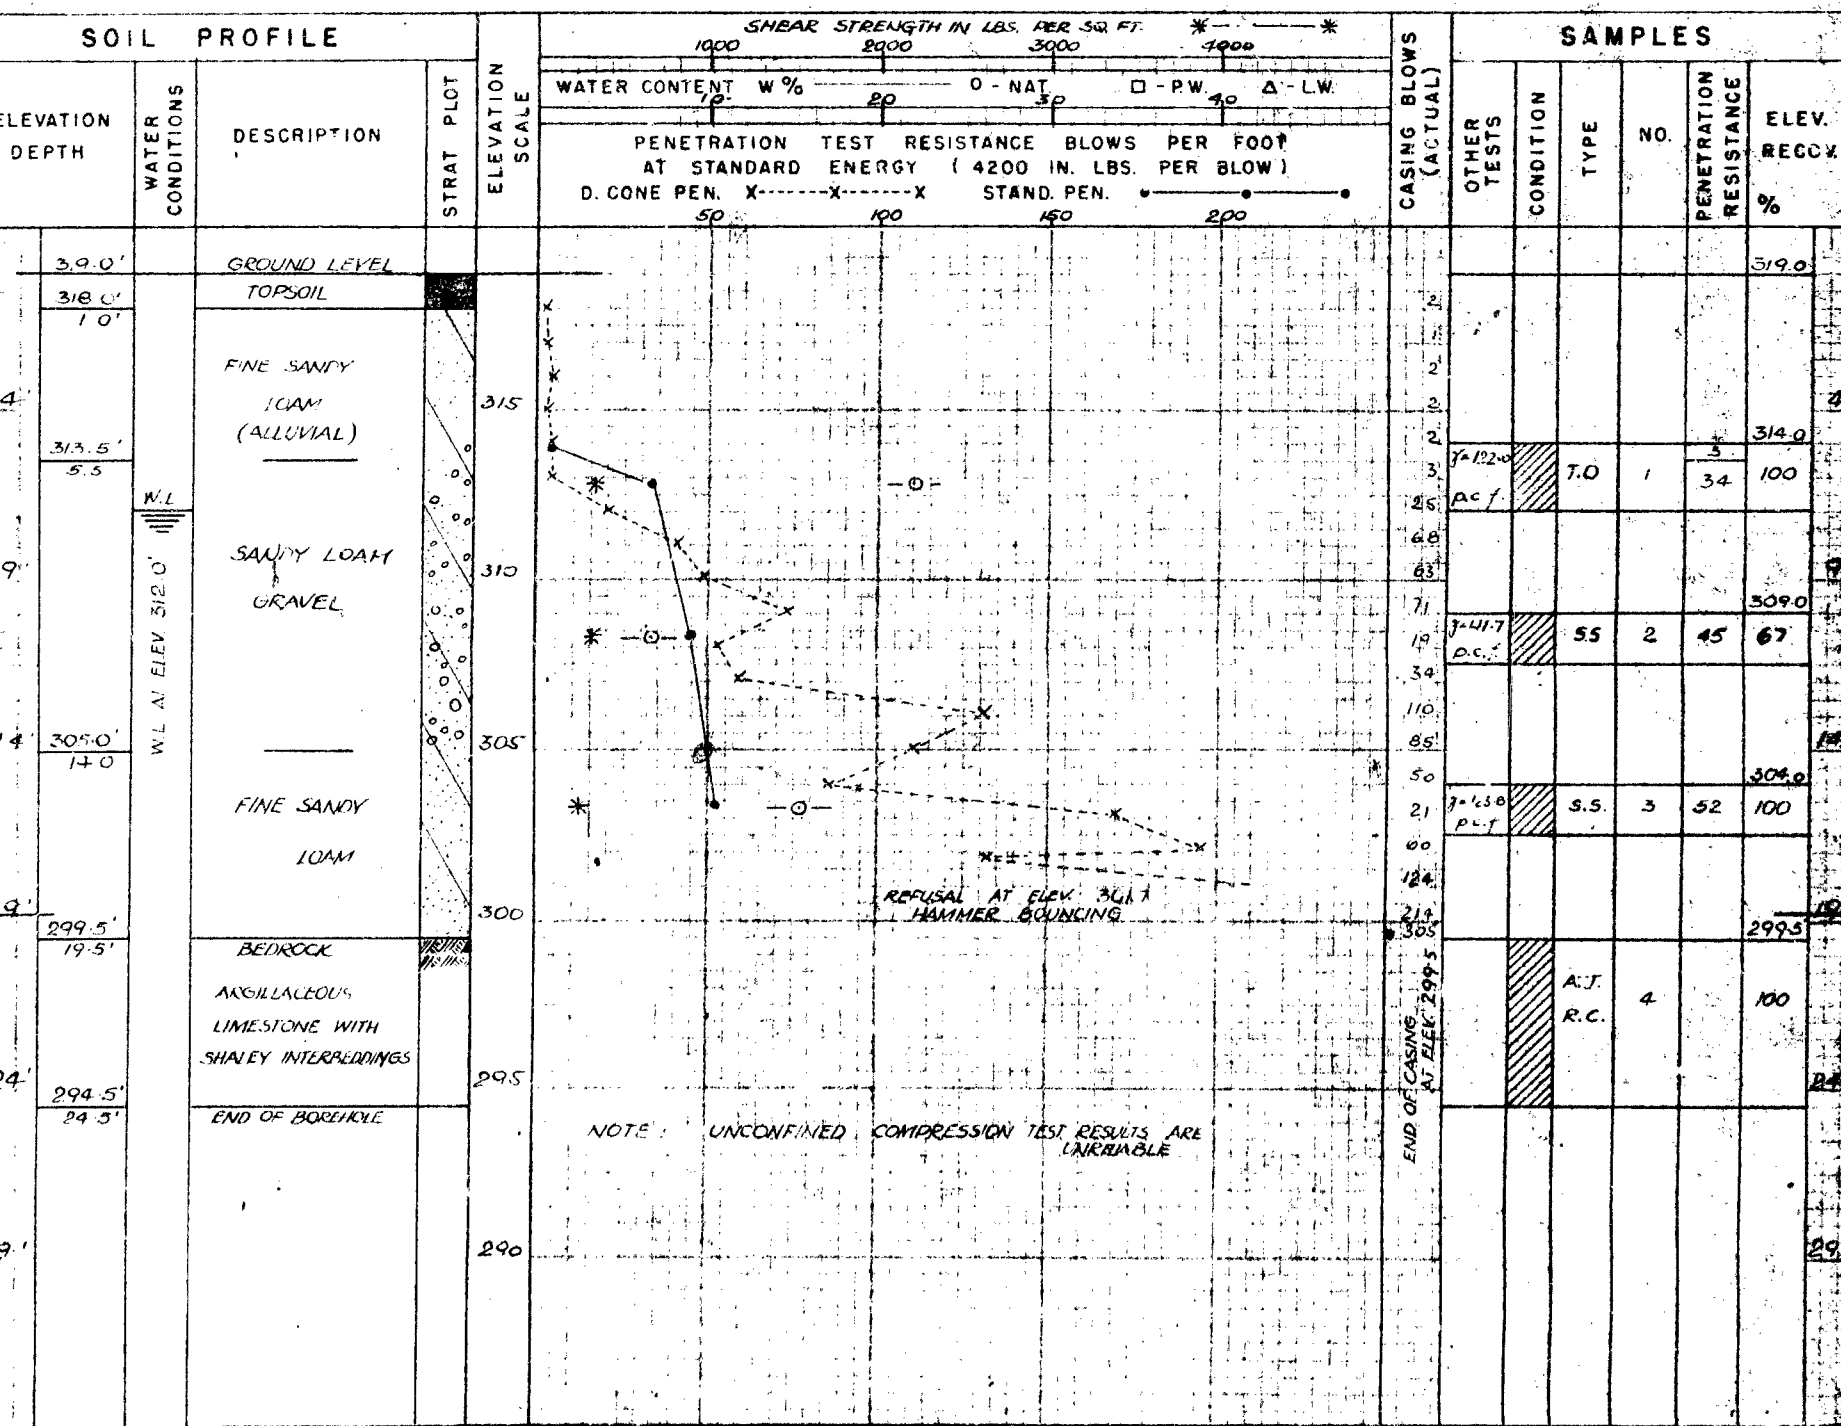 SOIL PROFILE
ELEVATION
DEPTH
WATER
CONDITIONS
DESCRIPTION
STRAT PLOT
ELEVATION
SCALE
SHEAR STRENGTH IN LBS. PER SQ. FT. * - — *
1000 2000 3000 4000
WATER CONTENT W % O - NAT. □ - P.W. Δ - L.W.
10 20 30 40
PENETRATION TEST RESISTANCE BLOWS PER FOOT
AT STANDARD ENERGY ( 4200 IN. LBS. PER BLOW )
D. CONE PEN. X-------X-------X STAND. PEN.
50 100 150 200
CASING BLOWS
(ACTUAL)
SAMPLES
OTHER
TESTS
CONDITION
TYPE
NO.
PENETRATION
RESISTANCE
ELEV.
RECOV.
%
3,9.0'
GROUND LEVEL
319.0
318.0'
1.0'
TOPSOIL
2
FINE SANDY
LOAM
(ALLUVIAL)
2
4'
315
2
313.5'
5.5
2
314.0
3
T.O
1
34
100
p.c.f.
25
W.L
W.L. AT ELEV 312.0'
68
SANDY LOAM
GRAVEL
9'
310
63
71
309.0
19
p.c.f
S.S
2
45
67
34
110
305.0'
14.0
305
85
50
304.0
FINE SANDY
LOAM
21
p.c.f
S.S.
3
52
100
60
124
REFUSAL AT ELEV.
HAMMER BOUNCING
9'
300
214
305
299.5'
19.5'
299.5
BEDROCK
ARGILLACEOUS
LIMESTONE WITH
SHALEY INTERBEDDINGS
END OF CASING
AT ELEV. 299.5
A.J.
R.C.
4
100
295
294.5'
24.5'
END OF BOREHOLE
NOTE: UNCONFINED COMPRESSION TEST RESULTS ARE
UNRELIABLE
290